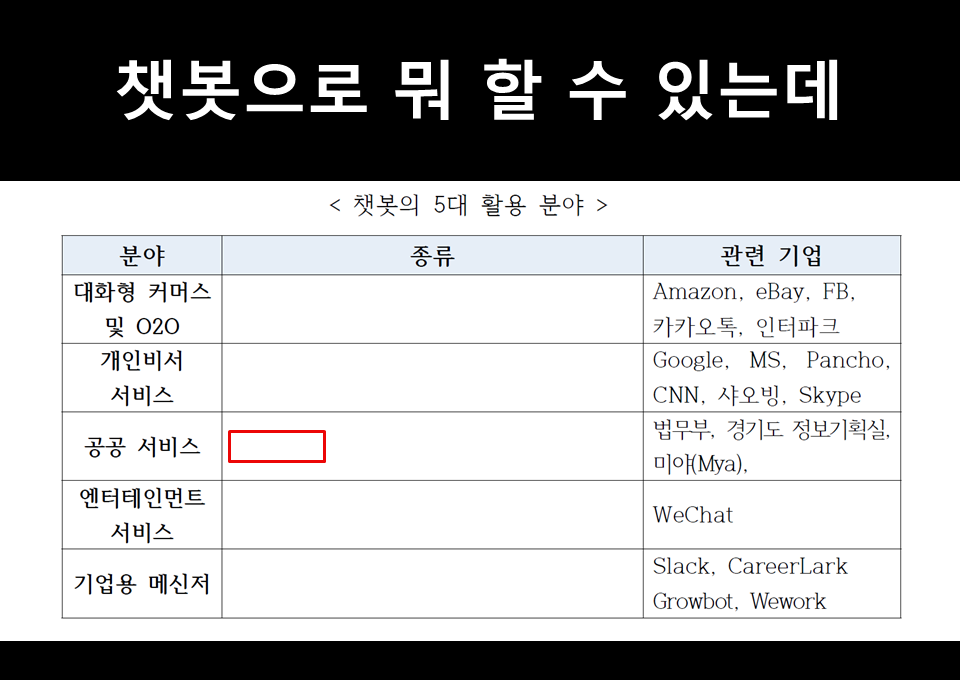 챗봇으로 뭐 할 수 있는데
< 챗봇의 5대 활용 분야 >
분야 종류 관련 기업
대화형 커머스
및 O2O
Amazon, eBay, FB,
카카오톡, 인터파크
개인비서
서비스
Google, MS, Pancho,
CNN, 샤오빙, Skype
공공 서비스
법무부, 경기도 정보기획실,
미야(Mya),
엔터테인먼트
서비스
WeChat
기업용 메신저
Slack, CareerLark
Growbot, Wework